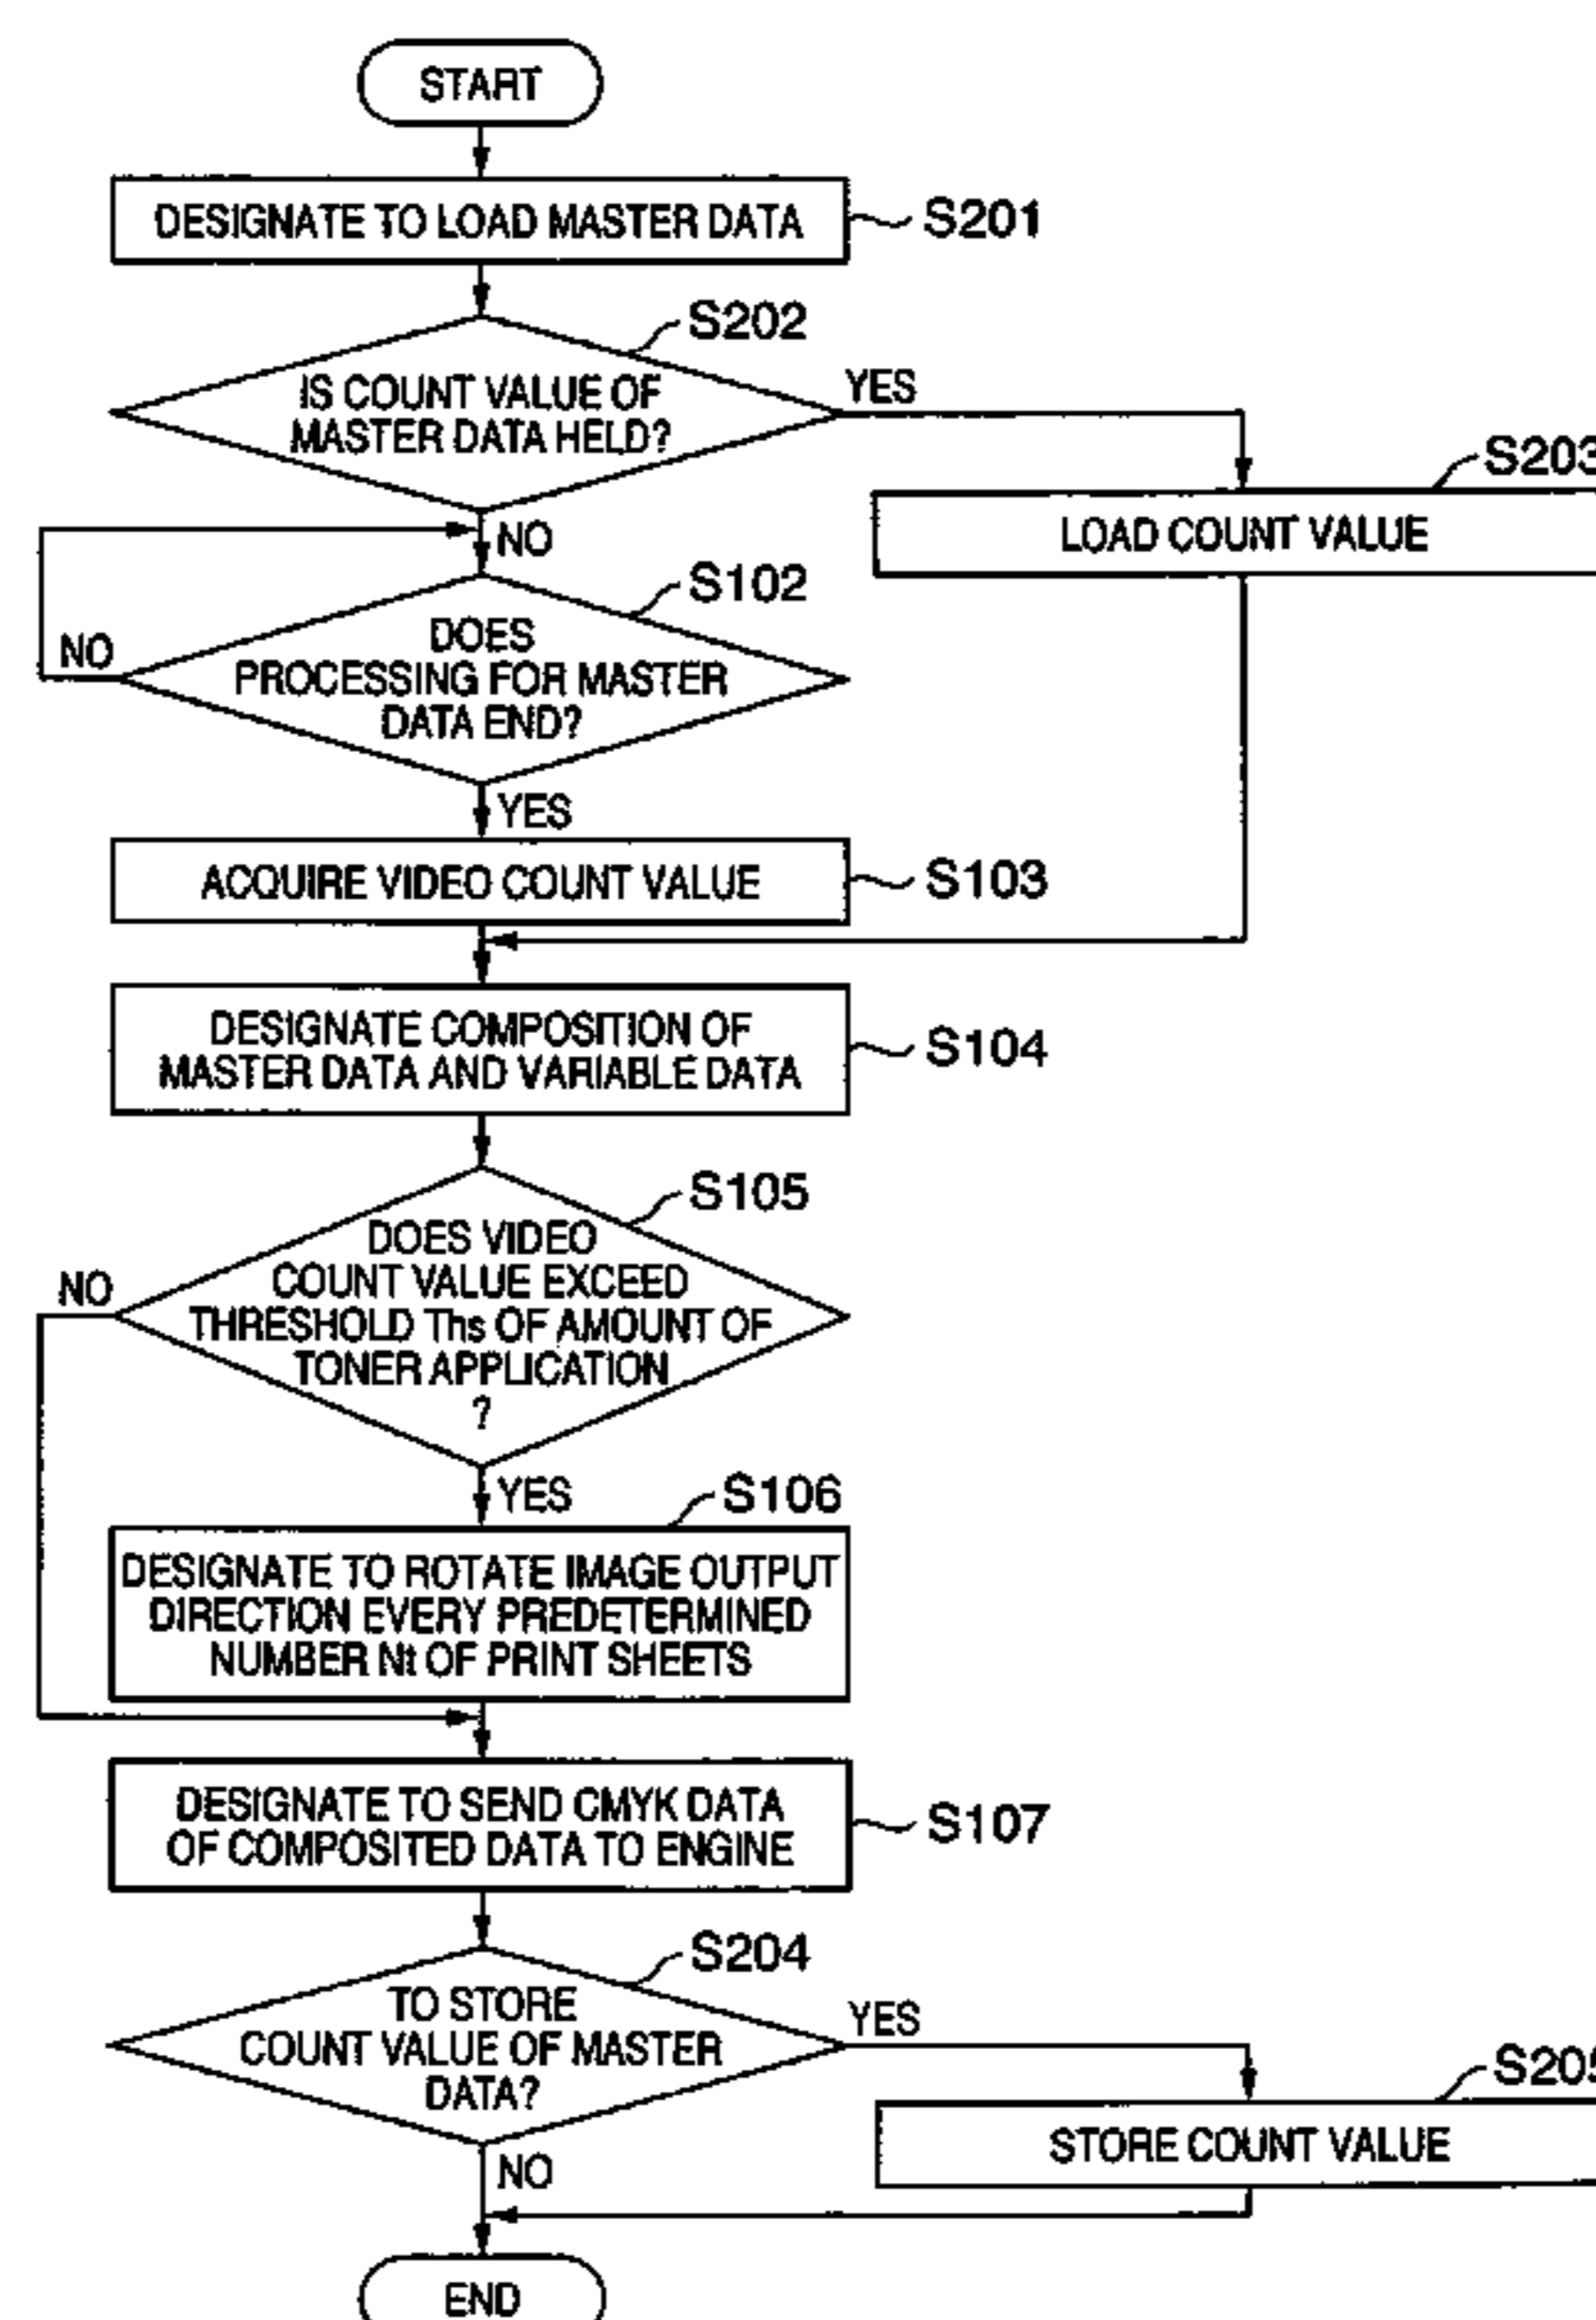 START
DESIGNATE TO LOAD MASTER DATA
S201
S202
IS COUNT VALUE OF
MASTER DATA HELD?
YES
S203
LOAD COUNT VALUE
NO
S102
NO
DOES
PROCESSING FOR MASTER
DATA END?
YES
ACQUIRE VIDEO COUNT VALUE
S103
DESIGNATE COMPOSITION OF
MASTER DATA AND VARIABLE DATA
S104
S105
DOES VIDEO
COUNT VALUE EXCEED
THRESHOLD Ths OF AMOUNT OF
TONER APPLICATION
?
NO
YES
S106
DESIGNATE TO ROTATE IMAGE OUTPUT
DIRECTION EVERY PREDETERMINED
NUMBER Nt OF PRINT SHEETS
DESIGNATE TO SEND CMYK DATA
OF COMPOSITED DATA TO ENGINE
S107
S204
TO STORE
COUNT VALUE OF MASTER
DATA?
YES
S205
STORE COUNT VALUE
NO
END